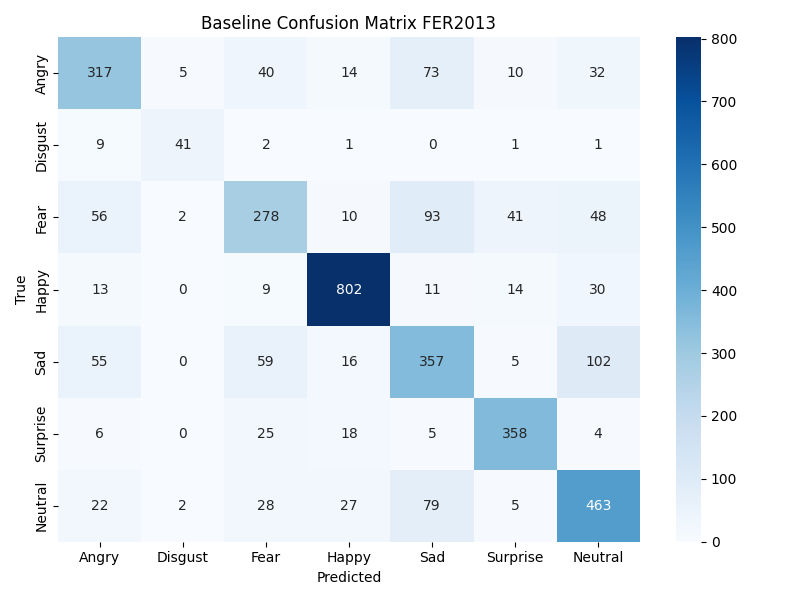 Baseline Confusion Matrix FER2013
True
Angry 317 5 40 14 73 10 32
Disgust 9 41 2 1 0 1 1
Fear 56 2 278 10 93 41 48
Happy 13 0 9 802 11 14 30
Sad 55 0 59 16 357 5 102
Surprise 6 0 25 18 5 358 4
Neutral 22 2 28 27 79 5 463
Angry Disgust Fear Happy Sad Surprise Neutral
Predicted
800
700
600
500
400
300
200
100
0